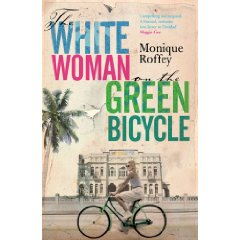 The
WHITE
WOMAN
Monique
Roffey
on the
GREEN
BICYCLE